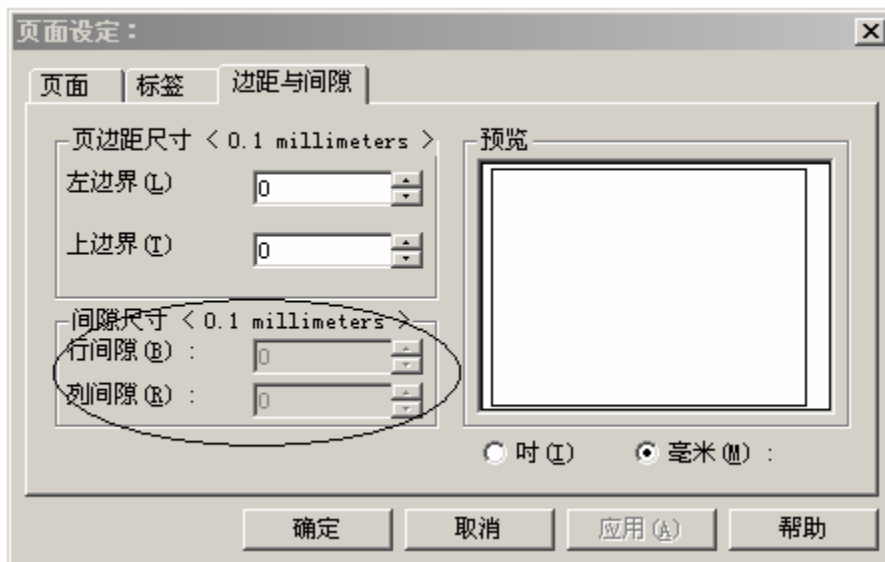 页面设定：
页面 标签 边距与间隙
页边距尺寸 < 0.1 millimeters >
左边界(L) 0
上边界(T) 0
间隙尺寸 < 0.1 millimeters >
行间隙(B) : 0
列间隙(R) : 0
预览
吋(I) 毫米(M) :
确定 取消 应用(A) 帮助